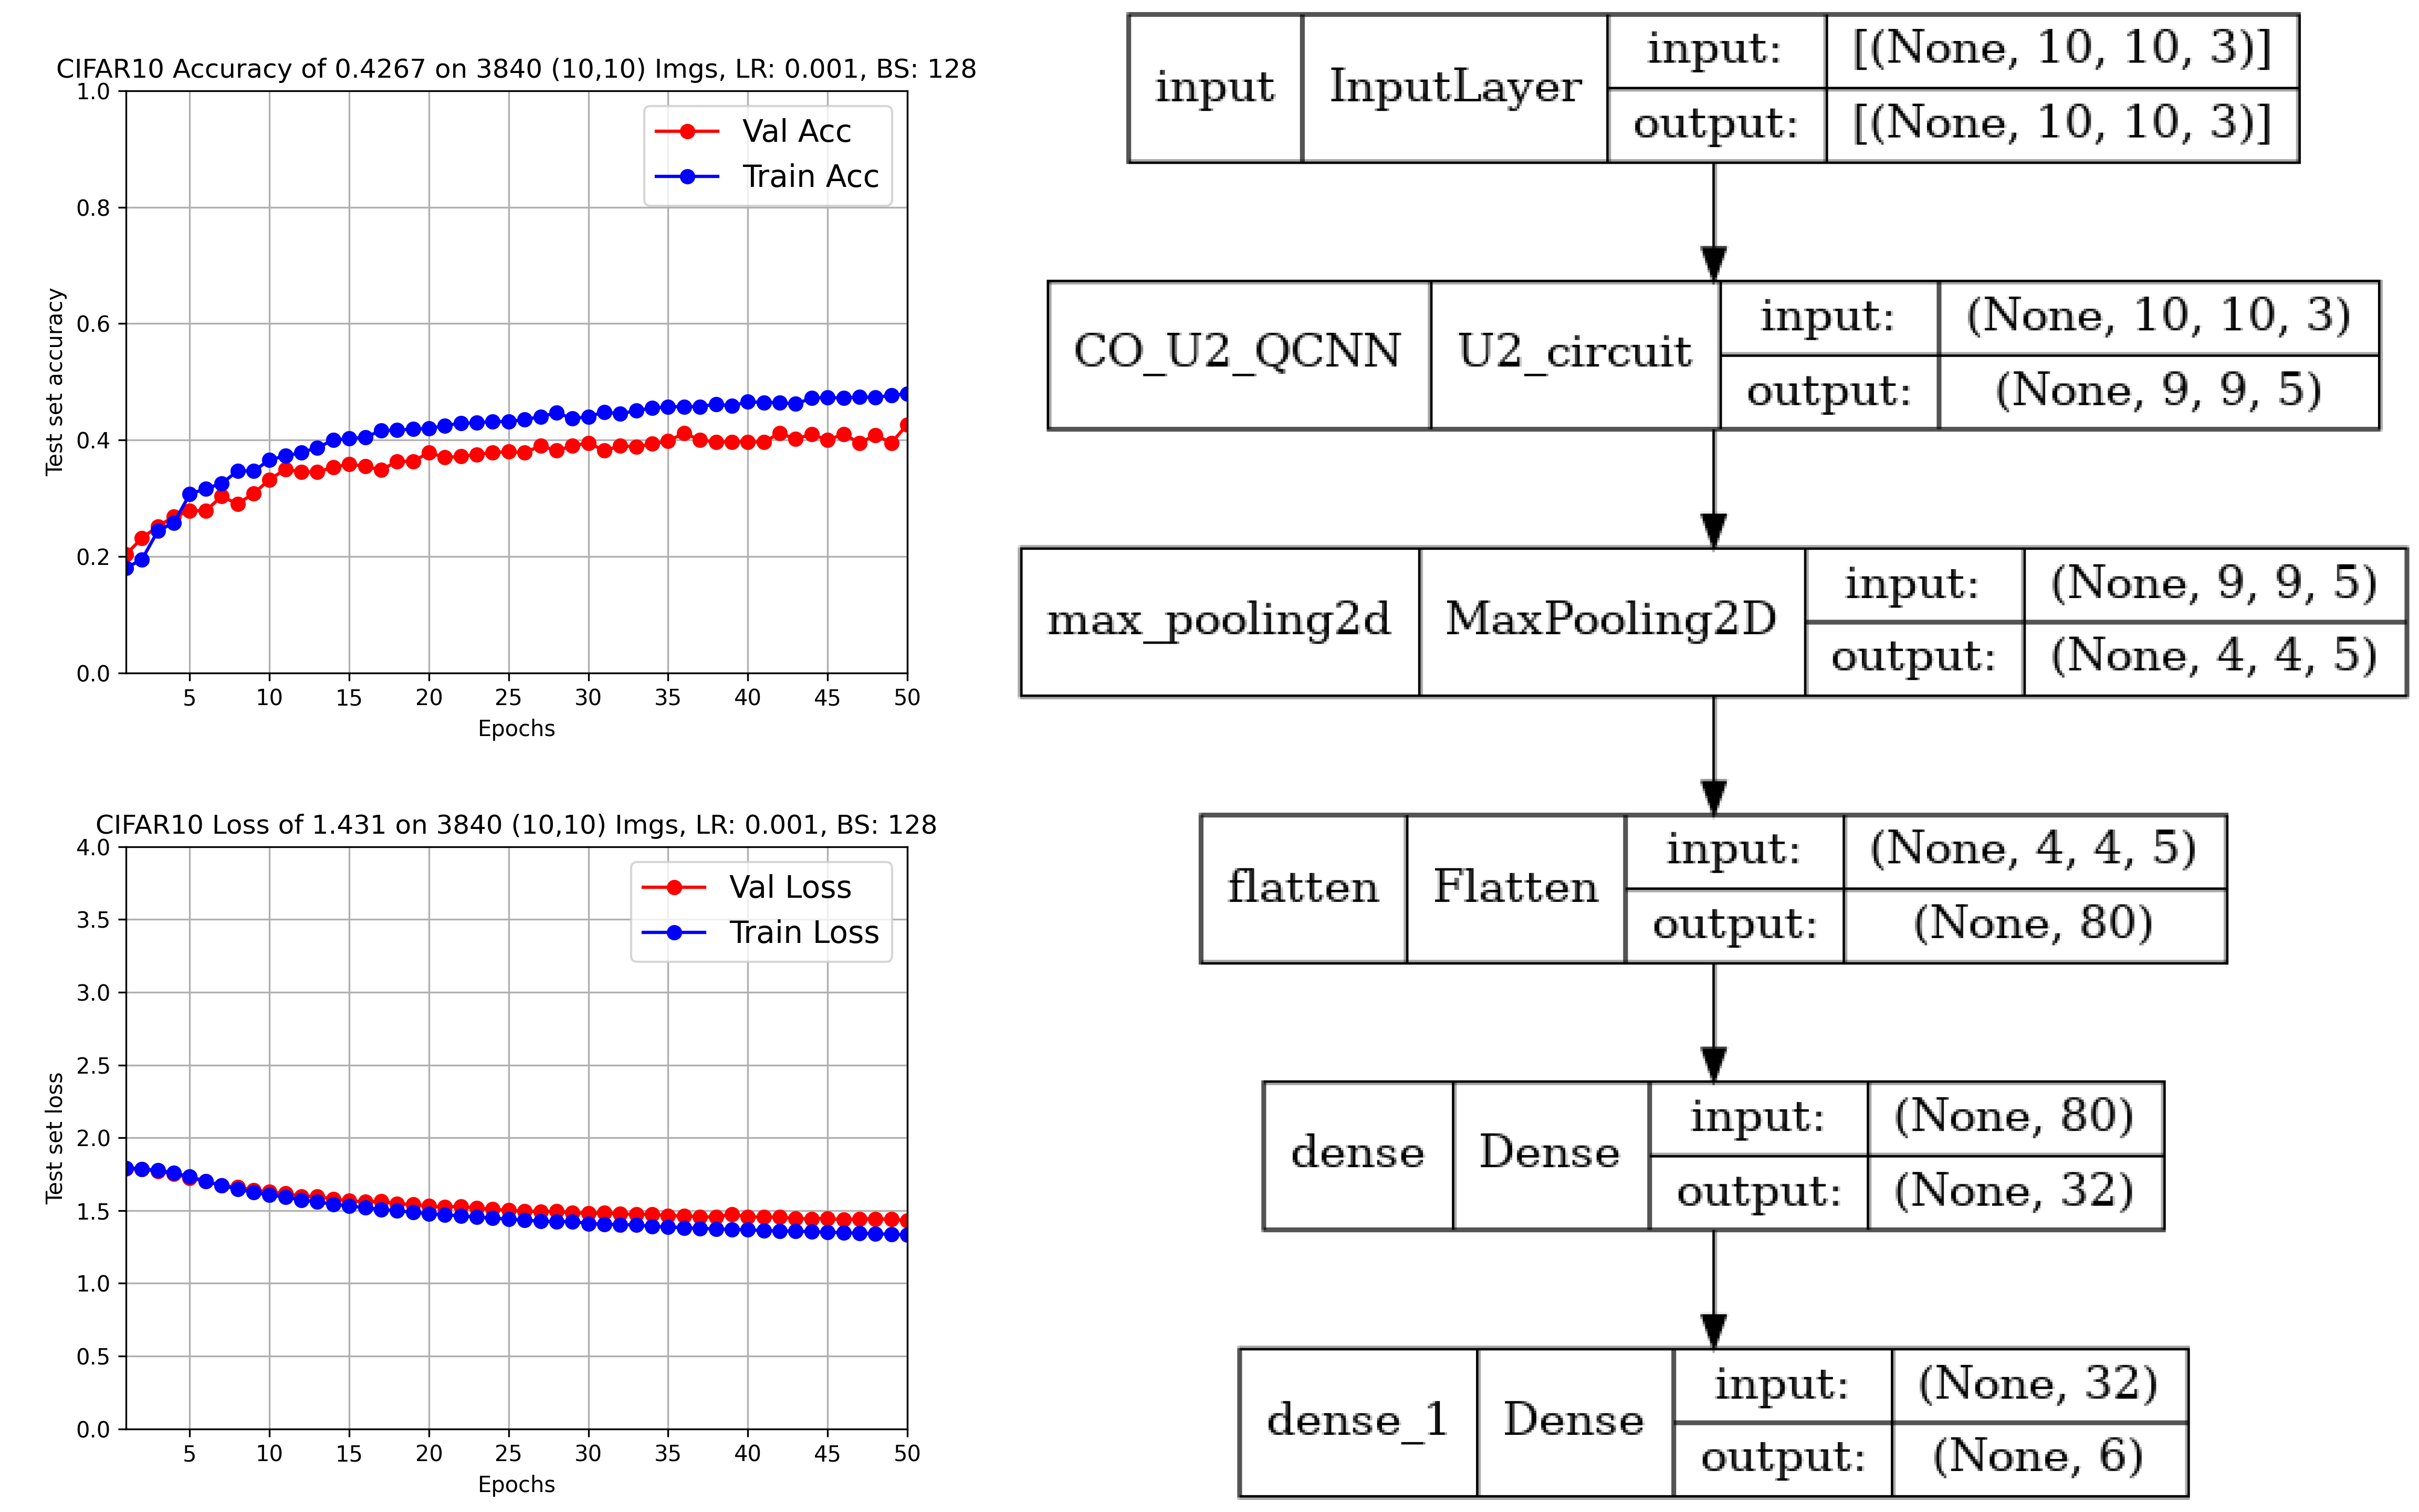 CIFAR10 Accuracy of 0.4267 on 3840 (10,10) Imgs, LR: 0.001, BS: 128
Test set accuracy
1.0
0.8
0.6
0.4
0.2
0.0
Val Acc
Train Acc
5 10 15 20 25 30 35 40 45 50
Epochs
CIFAR10 Loss of 1.431 on 3840 (10,10) Imgs, LR: 0.001, BS: 128
Test set loss
4.0
3.5
3.0
2.5
2.0
1.5
1.0
0.5
0.0
Val Loss
Train Loss
5 10 15 20 25 30 35 40 45 50
Epochs
input InputLayer
input: [(None, 10, 10, 3)]
output: [(None, 10, 10, 3)]
CO_U2_QCNN U2_circuit
input: (None, 10, 10, 3)
output: (None, 9, 9, 5)
max_pooling2d MaxPooling2D
input: (None, 9, 9, 5)
output: (None, 4, 4, 5)
flatten Flatten
input: (None, 4, 4, 5)
output: (None, 80)
dense Dense
input: (None, 80)
output: (None, 32)
dense_1 Dense
input: (None, 32)
output: (None, 6)